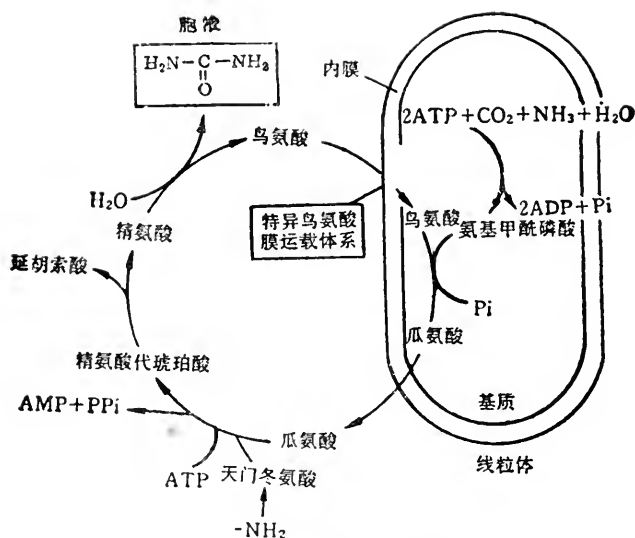 胞液
H₂N-C-NH₂
O
内膜
2ATP+CO₂+NH₃+H₂O
鸟氨酸
H₂O
精氨酸
特异鸟氨酸
膜运载体系
鸟氨酸
2ADP+Pi
氨基甲酰磷酸
延胡索酸
Pi
瓜氨酸
精氨酸代琥珀酸
AMP+PPi
基质
瓜氨酸
线粒体
ATP
天门冬氨酸
-NH₂